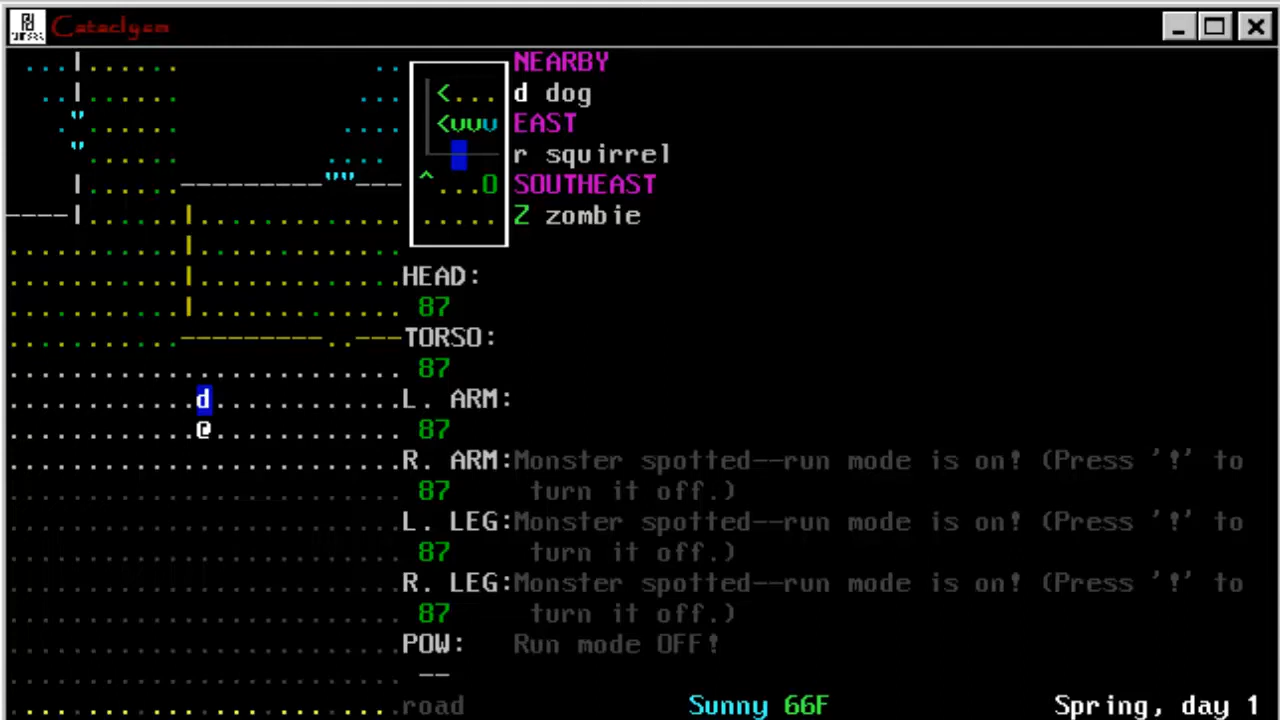 Cataclysm
NEARBY
d dog
EAST
r squirrel
SOUTHEAST
Z zombie
HEAD:
87
TORSO:
87
L. ARM:
87
R. ARM:
87
L. LEG:
87
R. LEG:
87
POW:
--
Monster spotted--run mode is on! (Press '!' to
turn it off.)
Monster spotted--run mode is on! (Press '!' to
turn it off.)
Monster spotted--run mode is on! (Press '!' to
turn it off.)
Run mode OFF!
d
@
road
Sunny 66F
Spring, day 1